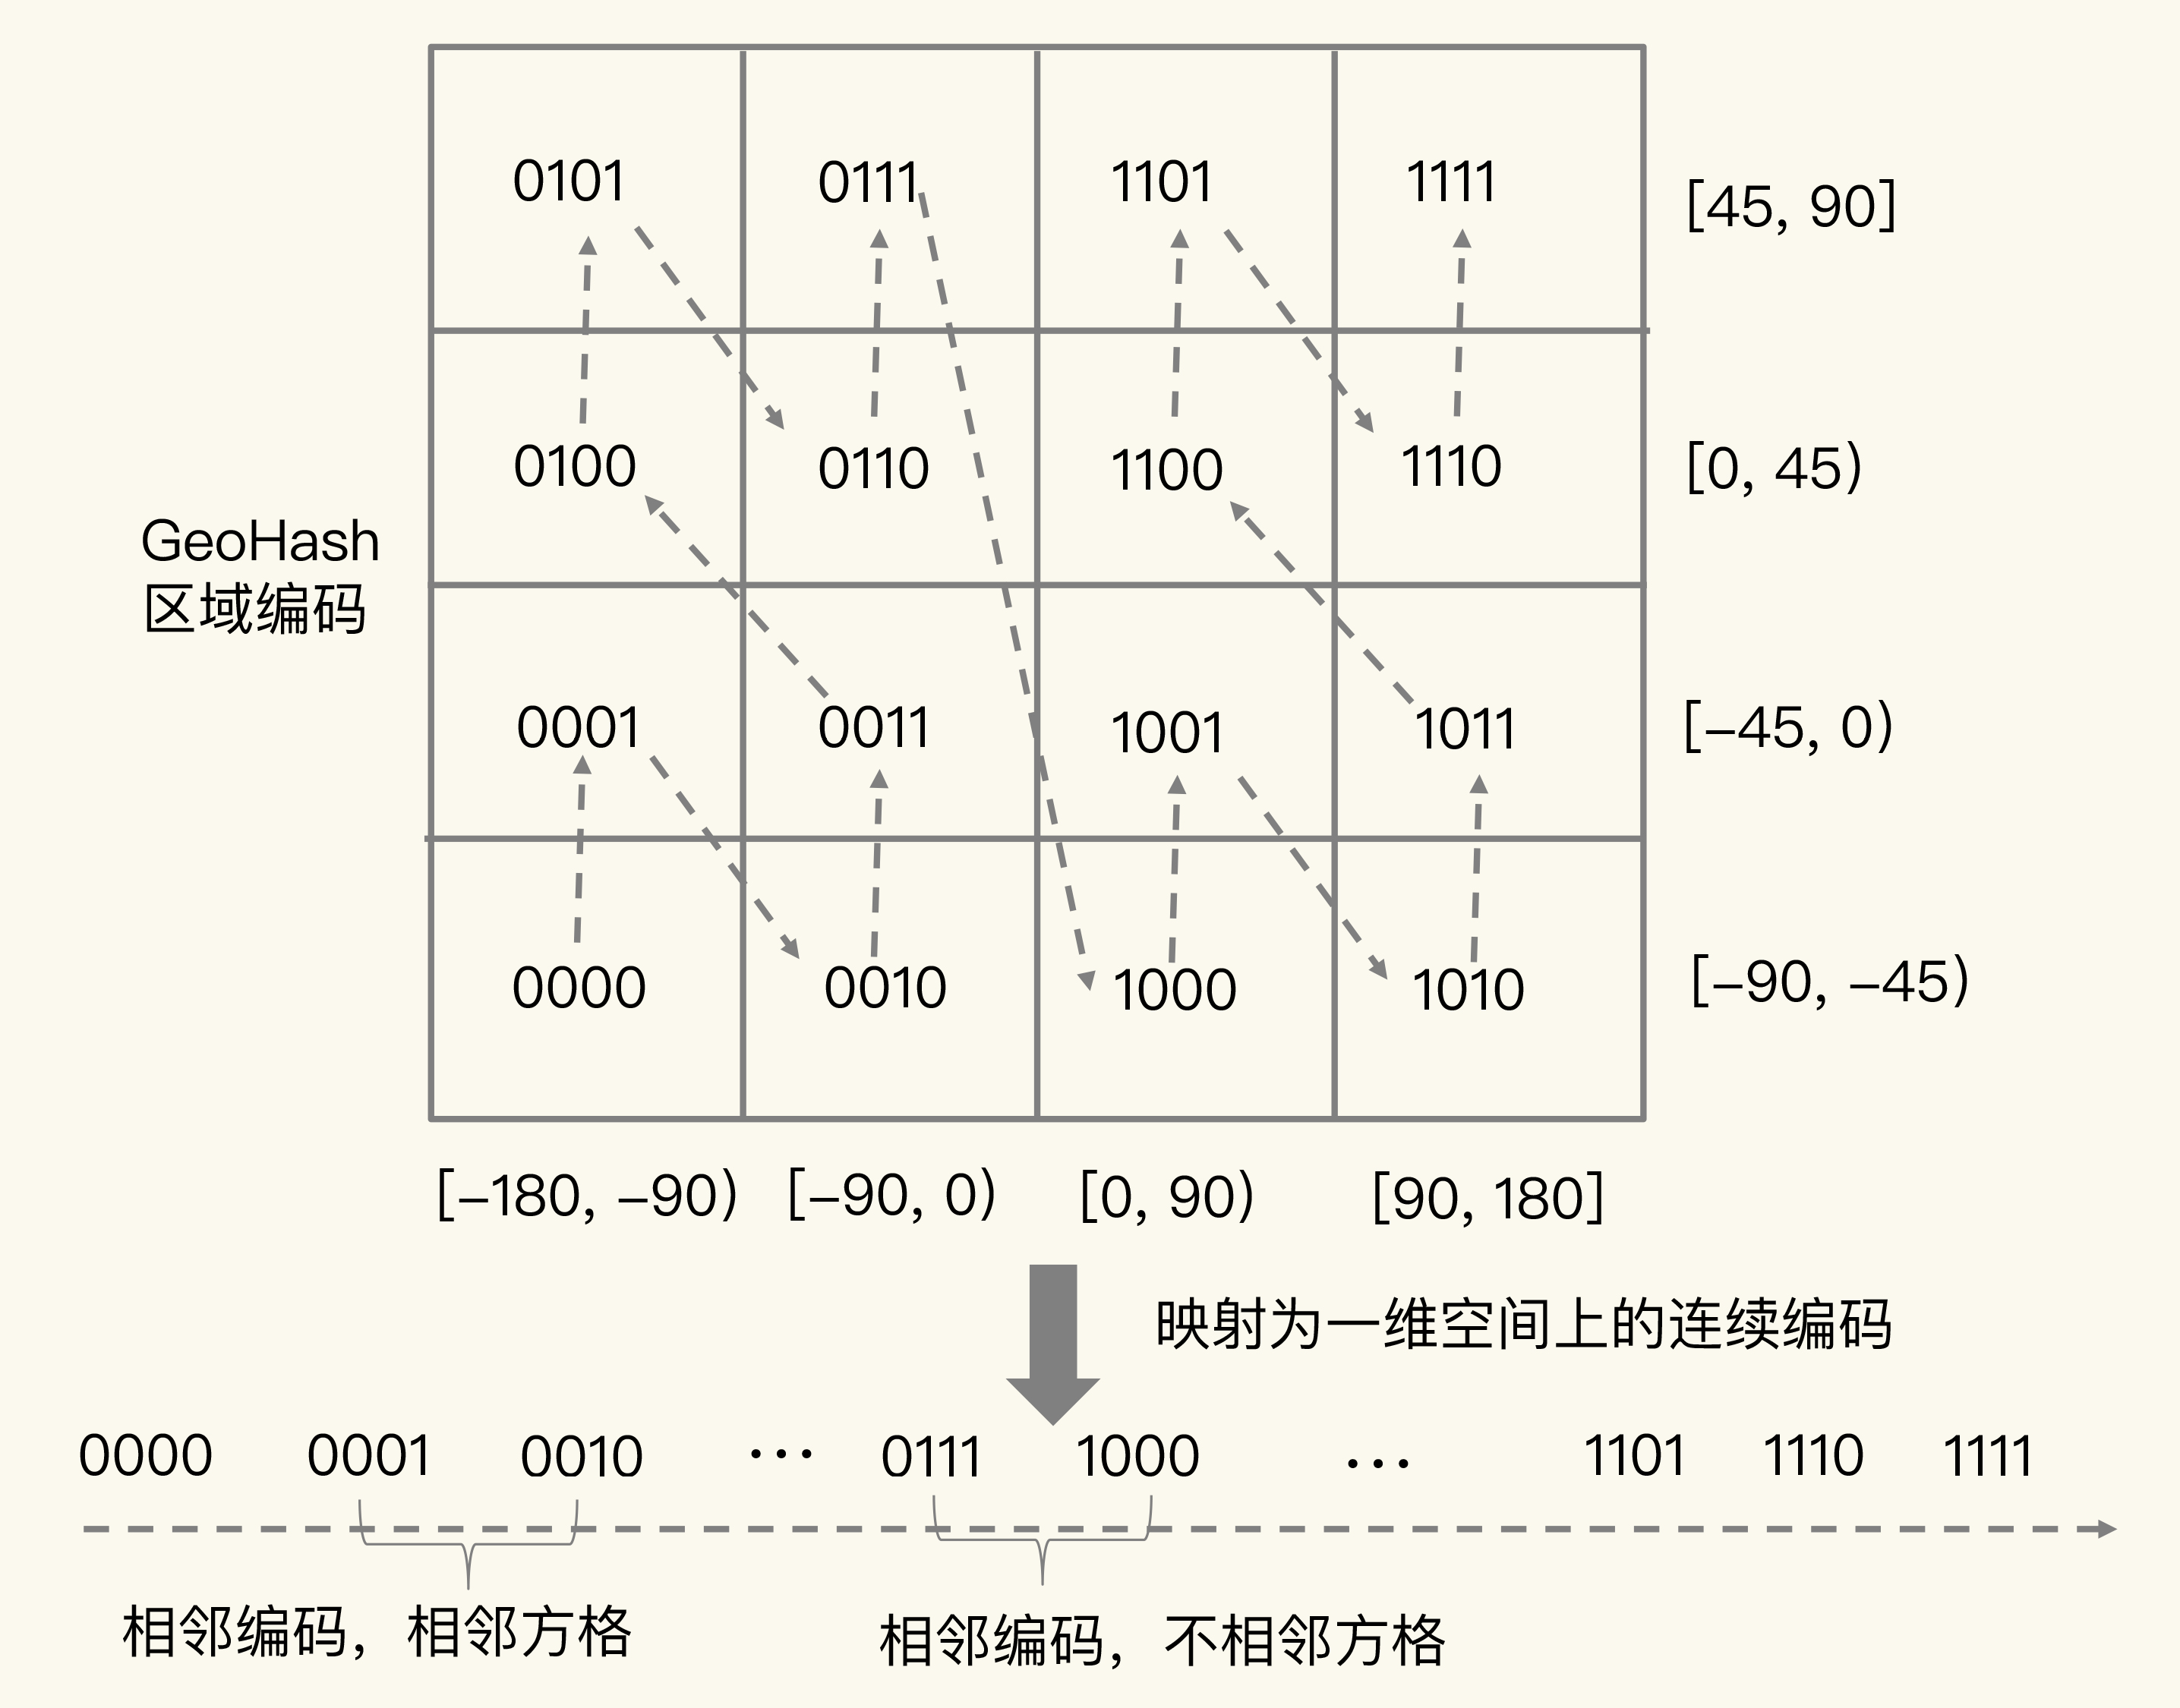 0101 0111 1101 1111 [45, 90]
0100 0110 1100 1110 [0, 45)
GeoHash
区域编码
0001 0011 1001 1011 [-45, 0)
0000 0010 1000 1010 [-90, -45)
[-180, -90) [-90, 0) [0, 90) [90, 180]
映射为一维空间上的连续编码
0000 0001 0010 ... 0111 1000 ... 1101 1110 1111
相邻编码，相邻方格 相邻编码，不相邻方格